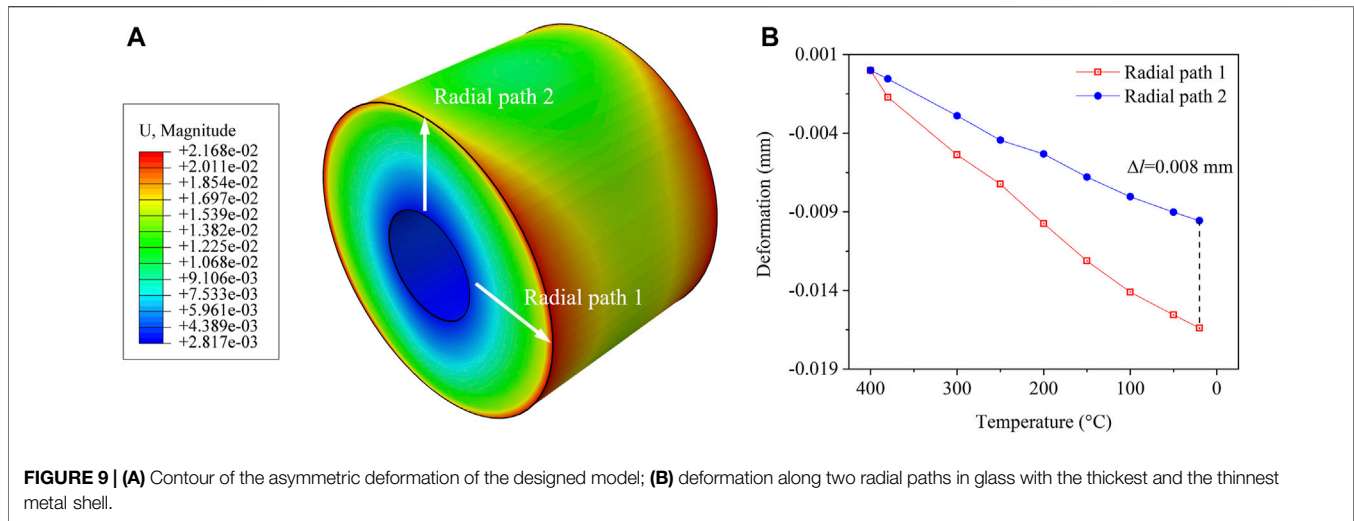 A
U, Magnitude
+2.168e-02
+2.011e-02
+1.854e-02
+1.697e-02
+1.539e-02
+1.382e-02
+1.225e-02
+1.068e-02
+9.106e-03
+7.533e-03
+5.961e-03
+4.389e-03
+2.817e-03
Radial path 2
Radial path 1
B
0.001
-0.004
-0.009
-0.014
-0.019
Deformation (mm)
Radial path 1
Radial path 2
Δl=0.008 mm
400
300
200
100
0
Temperature (°C)
FIGURE 9 | (A) Contour of the asymmetric deformation of the designed model; (B) deformation along two radial paths in glass with the thickest and the thinnest
metal shell.